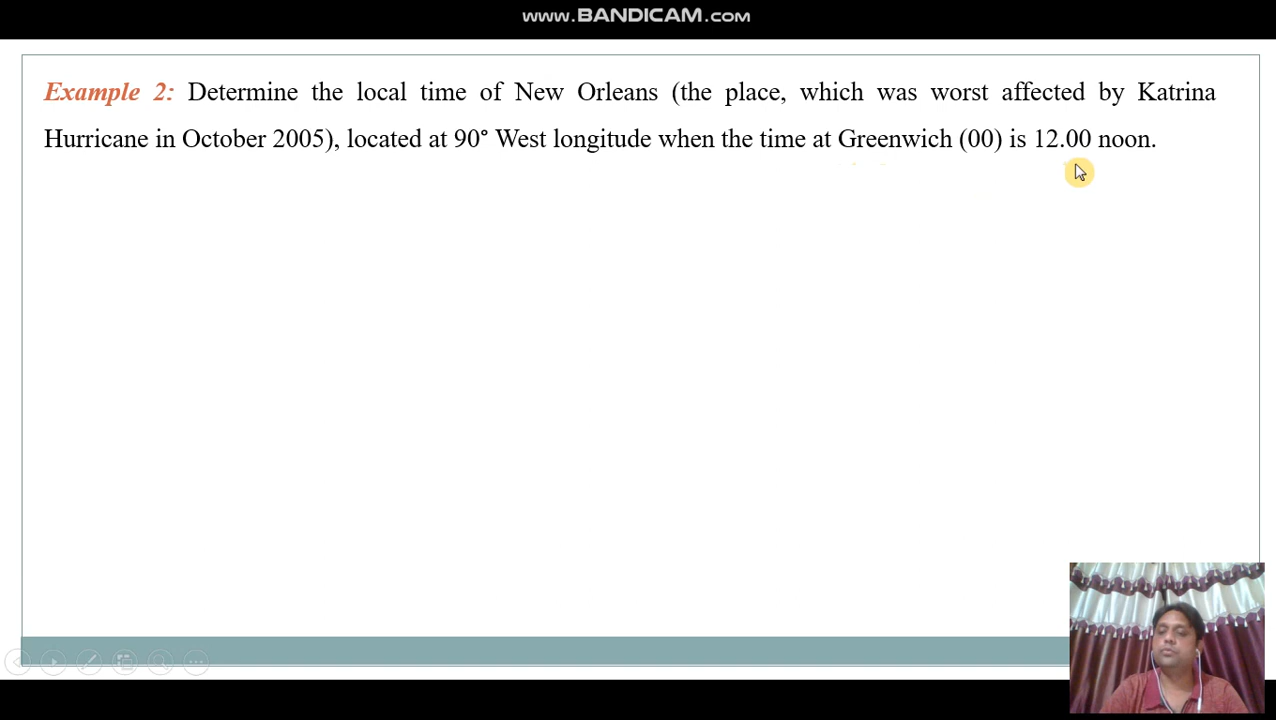 www.BANDICAM.com
Example 2: Determine the local time of New Orleans (the place, which was worst affected by Katrina
Hurricane in October 2005), located at 90° West longitude when the time at Greenwich (00) is 12.00 noon.